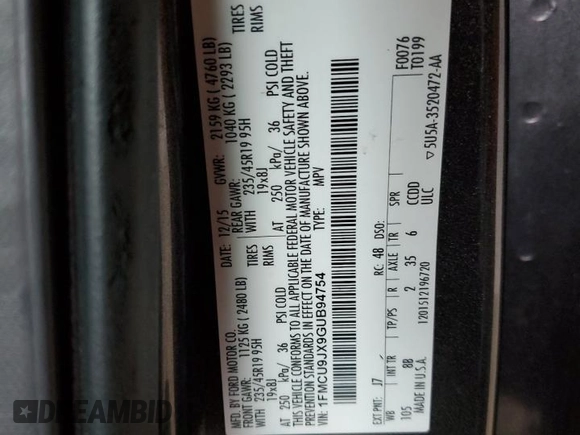 MFD. BY FORD MOTOR CO.
DATE: 12/15 GVWR: 2159 KG ( 4760 LB)
FRONT GAWR: 1125 KG ( 2480 LB) REAR GAWR: 1040 KG ( 2293 LB)
235/45R19 95H WITH 235/45R19 95H TIRES
19x8J 19x8J RIMS
AT 250 kPa/ 36 PSI COLD AT 250 kPa/ 36 PSI COLD
THIS VEHICLE CONFORMS TO ALL APPLICABLE FEDERAL MOTOR VEHICLE SAFETY AND THEFT
PREVENTION STANDARDS IN EFFECT ON THE DATE OF MANUFACTURE SHOWN ABOVE.
VIN: 1FMCU9JX9GUB94754 TYPE: MPV
F0076
T0199
EXT PNT: J7 RC: 48 DSO:
WB INT TR TP/PS R AXLE TR SPR
105 8B 2 35 6 CCDD
1201512196720 ULC
MADE IN U.S.A. ▽5U5A-3520472-AA
DREAMBID